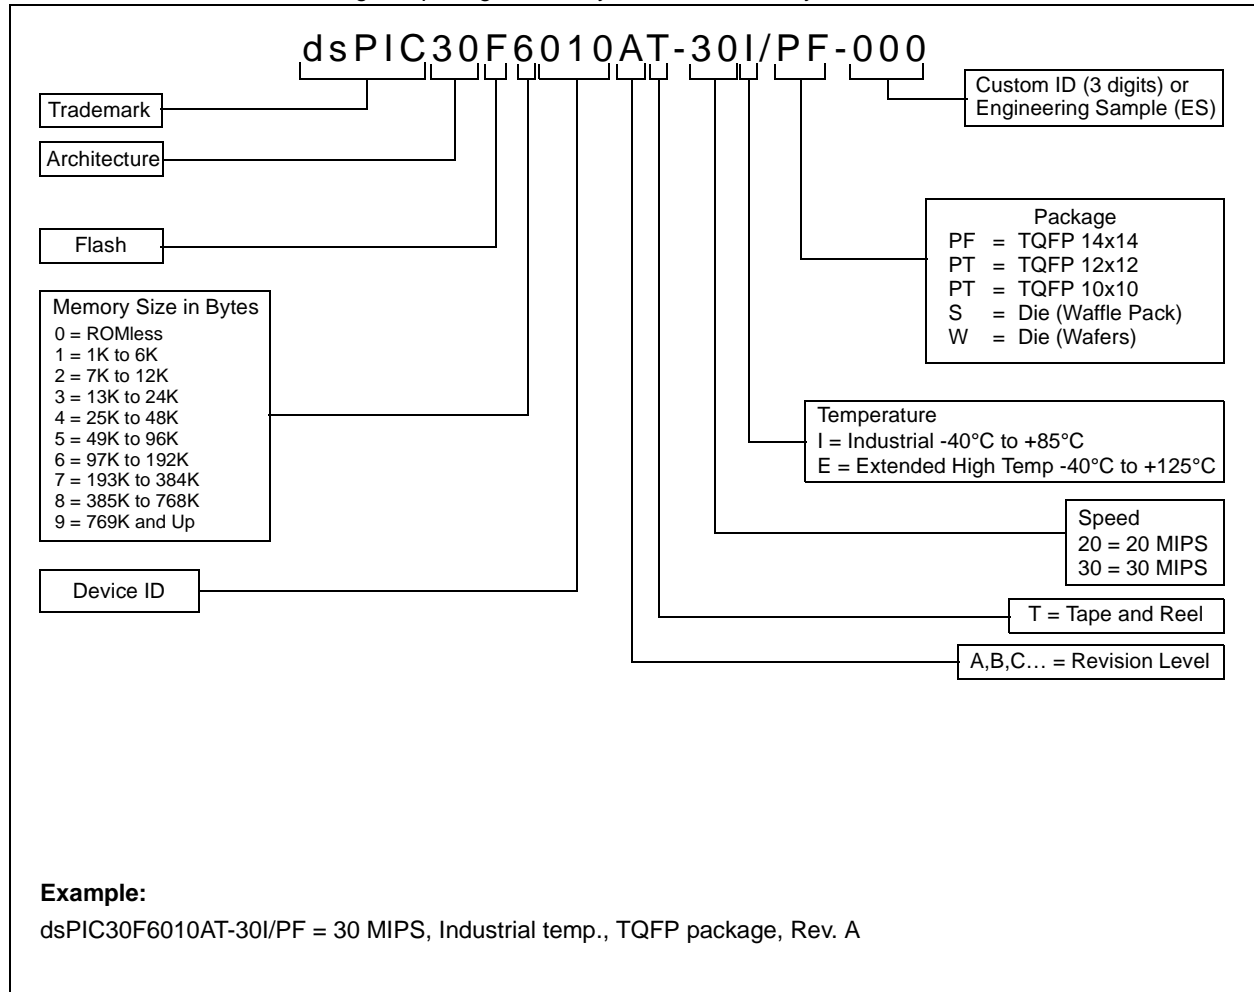 dsPIC30F6010AT-30I/PF-000
Trademark
Architecture
Flash
Memory Size in Bytes
0 = ROMless
1 = 1K to 6K
2 = 7K to 12K
3 = 13K to 24K
4 = 25K to 48K
5 = 49K to 96K
6 = 97K to 192K
7 = 193K to 384K
8 = 385K to 768K
9 = 769K and Up
Device ID
Custom ID (3 digits) or
Engineering Sample (ES)
Package
PF = TQFP 14x14
PT = TQFP 12x12
PT = TQFP 10x10
S = Die (Waffle Pack)
W = Die (Wafers)
Temperature
I = Industrial -40°C to +85°C
E = Extended High Temp -40°C to +125°C
Speed
20 = 20 MIPS
30 = 30 MIPS
T = Tape and Reel
A,B,C… = Revision Level
Example:
dsPIC30F6010AT-30I/PF = 30 MIPS, Industrial temp., TQFP package, Rev. A